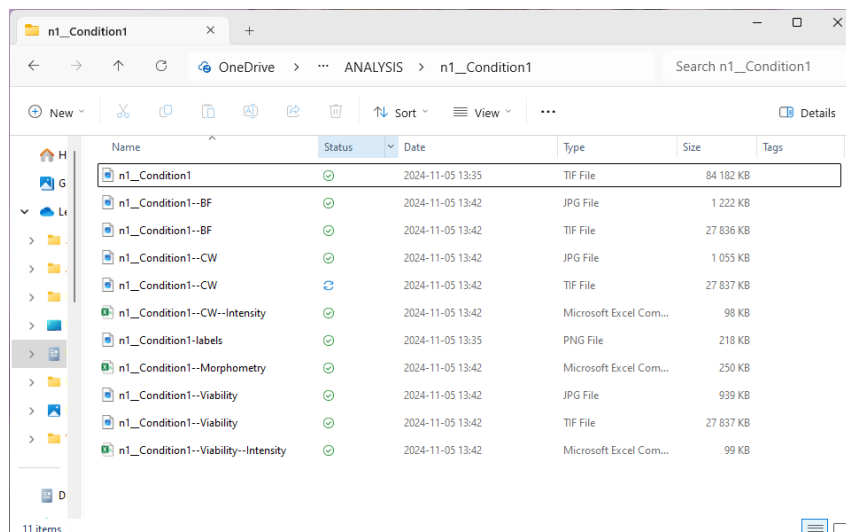 n1__Condition1
OneDrive > ··· ANALYSIS > n1__Condition1 Search n1__Condition1
New Sort View ··· Details
Name Status Date Type Size Tags
n1__Condition1 2024-11-05 13:35 TIF File 84 182 KB
n1__Condition1--BF 2024-11-05 13:42 JPG File 1 222 KB
n1__Condition1--BF 2024-11-05 13:42 TIF File 27 836 KB
n1__Condition1--CW 2024-11-05 13:42 JPG File 1 055 KB
n1__Condition1--CW 2024-11-05 13:42 TIF File 27 837 KB
n1__Condition1--CW--Intensity 2024-11-05 13:42 Microsoft Excel Com... 98 KB
n1__Condition1-labels 2024-11-05 13:35 PNG File 218 KB
n1__Condition1--Morphometry 2024-11-05 13:42 Microsoft Excel Com... 250 KB
n1__Condition1--Viability 2024-11-05 13:42 JPG File 939 KB
n1__Condition1--Viability 2024-11-05 13:42 TIF File 27 837 KB
n1__Condition1--Viability--Intensity 2024-11-05 13:42 Microsoft Excel Com... 99 KB
H
G
Le
D
11 items